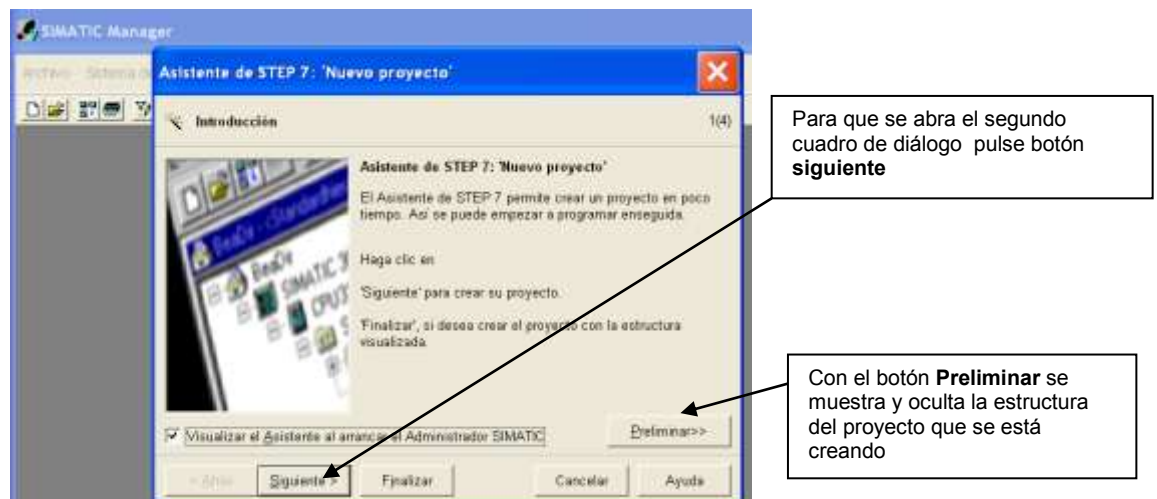 SIMATIC Manager
Archivo Sistema de
Asistente de STEP 7: 'Nuevo proyecto'
Introducción 1(4)
Asistente de STEP 7: 'Nuevo proyecto'
El Asistente de STEP 7 permite crear un proyecto en poco
tiempo. Así se puede empezar a programar enseguida.
Haga clic en
'Siguiente' para crear su proyecto.
'Finalizar', si desea crear el proyecto con la estructura
visualizada.
Visualizar el Asistente al arrancar el Administrador SIMATIC
Preliminar>>
< Atrás Siguiente > Finalizar Cancelar Ayuda
Para que se abra el segundo
cuadro de diálogo pulse botón
siguiente
Con el botón Preliminar se
muestra y oculta la estructura
del proyecto que se está
creando